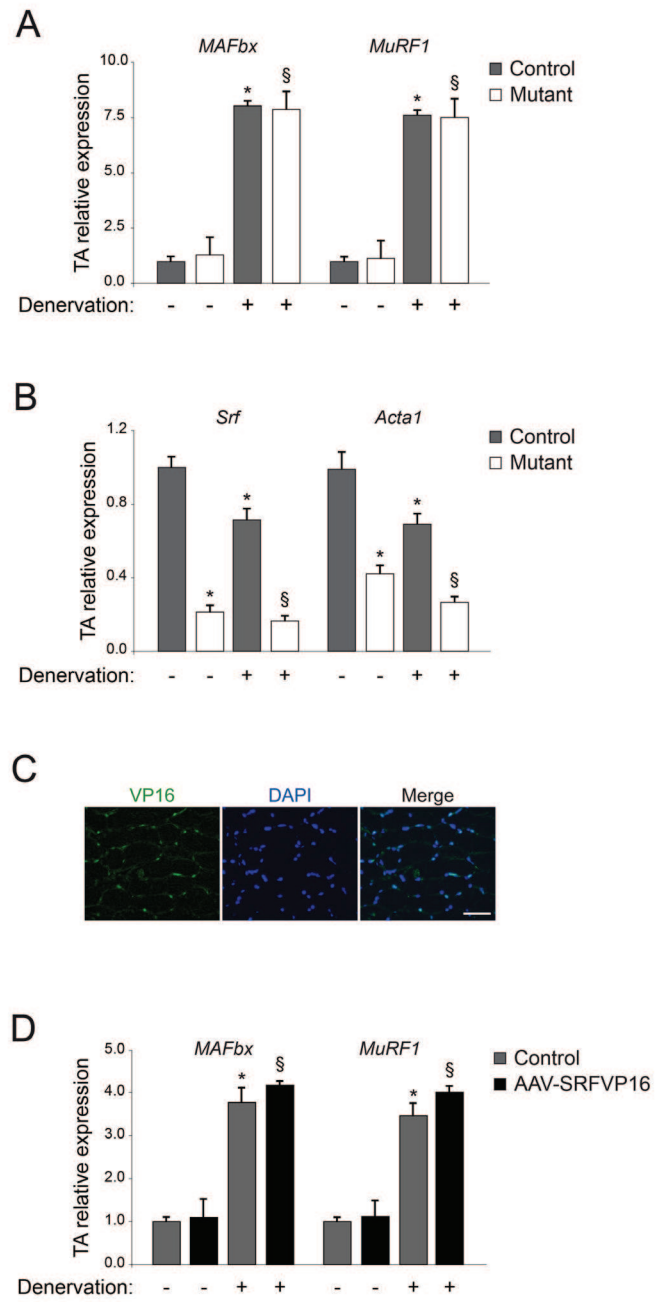 A
MAFbx MuRF1
Control
Mutant
TA relative expression
10.0
7.5
5.0
2.5
0.0
* § * §
Denervation: - - + + - - + +
B
Srf Acta1
Control
Mutant
TA relative expression
1.2
0.8
0.4
0.0
* * § * * §
Denervation: - - + + - - + +
C
VP16 DAPI Merge
D
MAFbx MuRF1
Control
AAV-SRFVP16
TA relative expression
5.0
4.0
3.0
2.0
1.0
0.0
* § * §
Denervation: - - + + - - + +